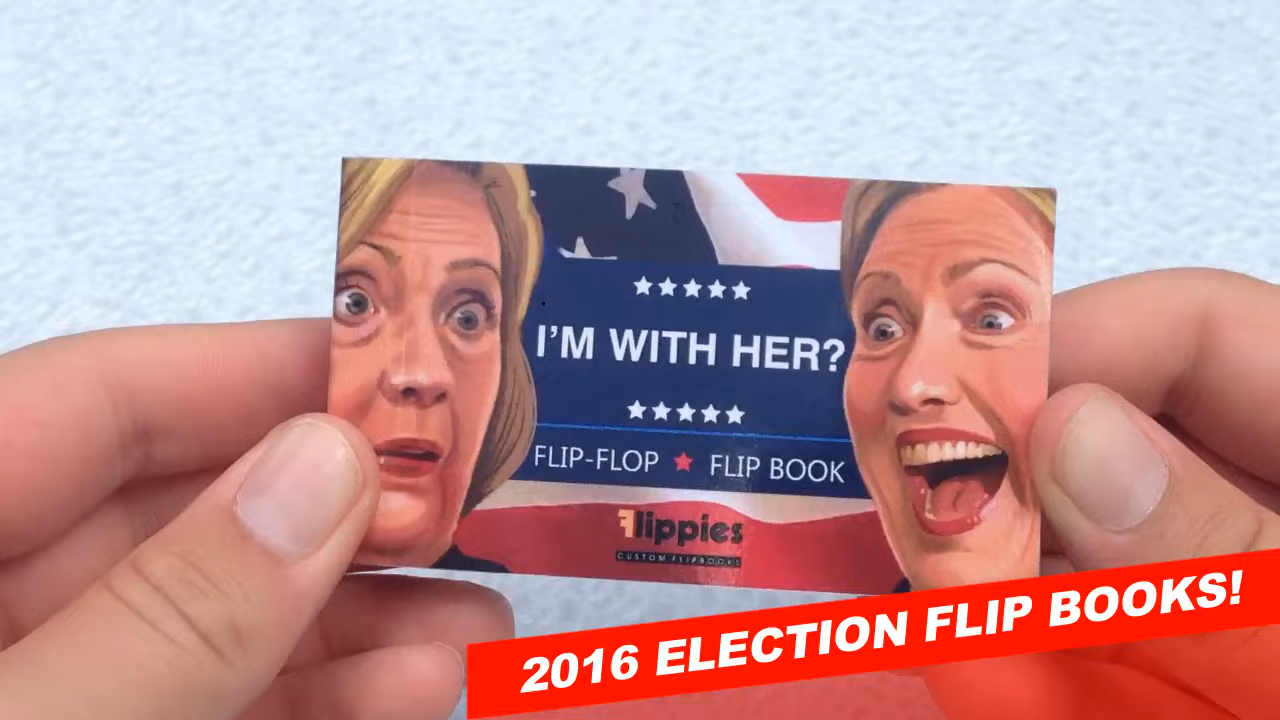 ★★★★★
I'M WITH HER?
★★★★★
FLIP-FLOP ★ FLIP BOOK
Flippies
CUSTOM FLIPBOOKS
2016 ELECTION FLIP BOOKS!